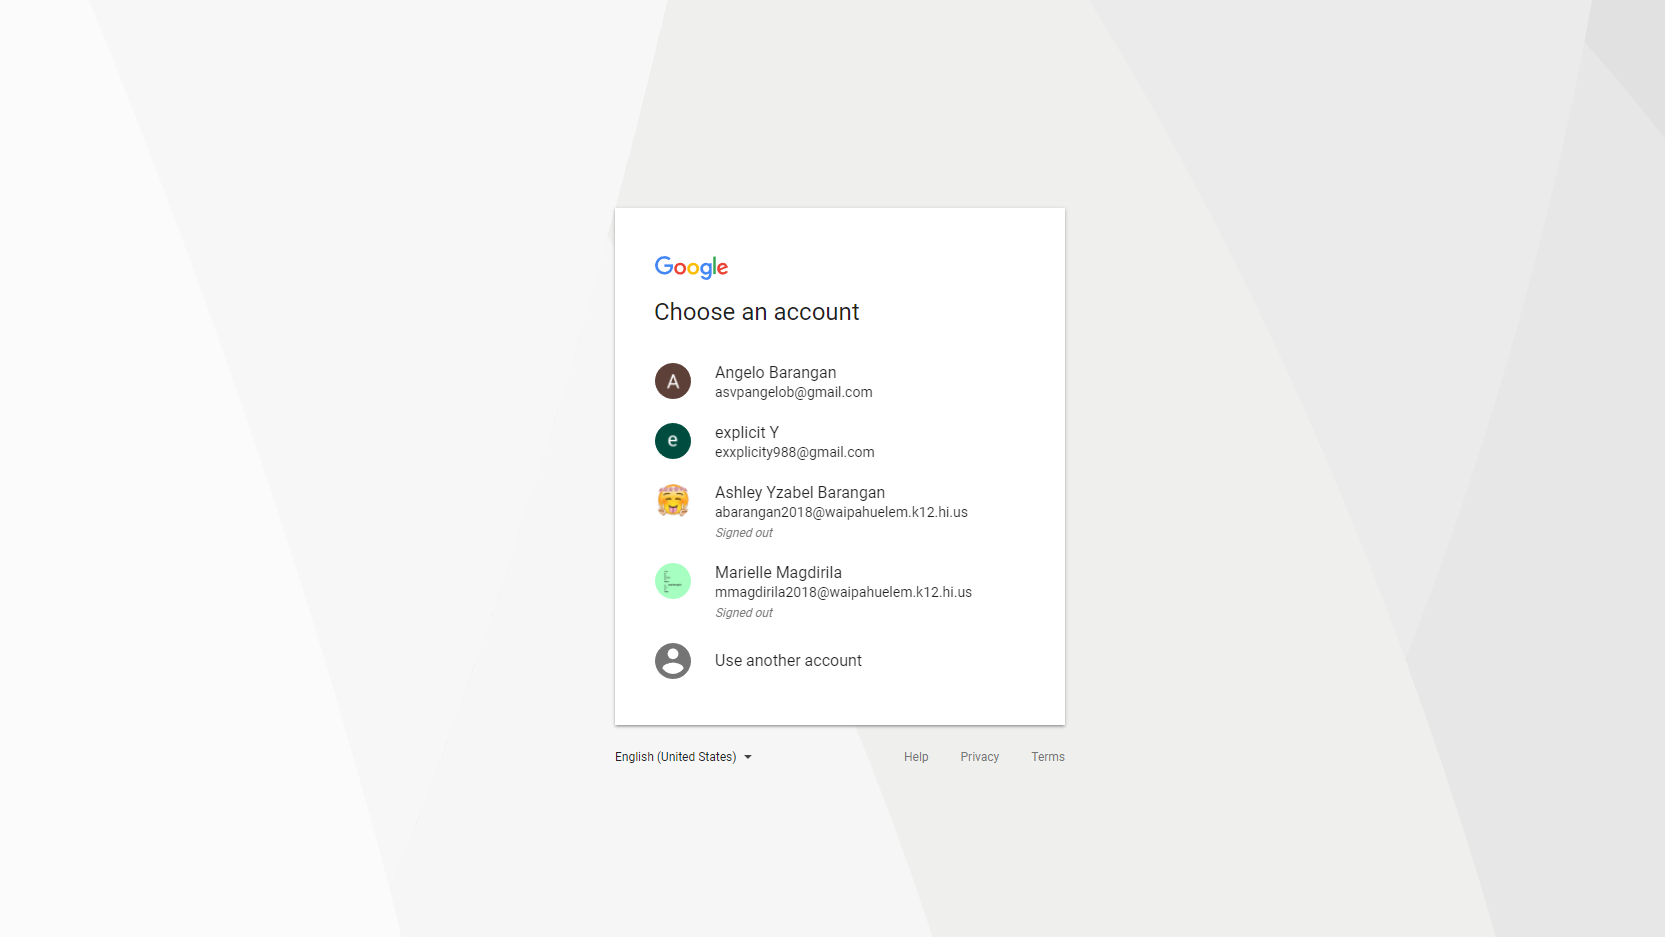 Google
Choose an account
A
Angelo Barangan
asvpangelob@gmail.com
e
explicit Y
exxplicity988@gmail.com
Ashley Yzabel Barangan
abarangan2018@waipahuelem.k12.hi.us
Signed out
Marielle Magdirila
mmagdirila2018@waipahuelem.k12.hi.us
Signed out
Use another account
English (United States)
Help Privacy Terms